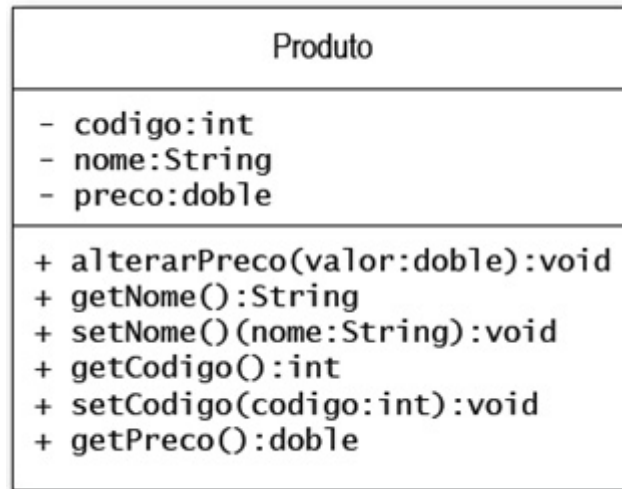 Produto
- codigo:int
- nome:String
- preco:doble
+ alterarPreco(valor:doble):void
+ getNome():String
+ setNome()(nome:String):void
+ getCodigo():int
+ setCodigo(codigo:int):void
+ getPreco():doble